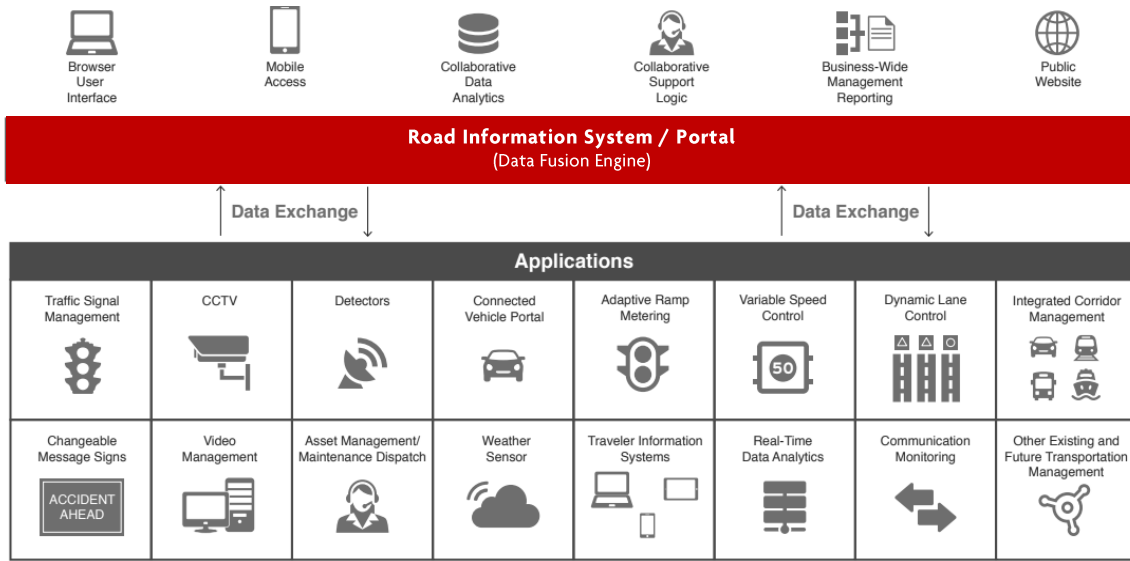 Browser
User
Interface
Mobile
Access
Collaborative
Data
Analytics
Collaborative
Support
Logic
Business-Wide
Management
Reporting
Public
Website
Road Information System / Portal
(Data Fusion Engine)
Data Exchange
Data Exchange
Applications
Traffic Signal
Management
CCTV
Detectors
Connected
Vehicle Portal
Adaptive Ramp
Metering
Variable Speed
Control
50
Dynamic Lane
Control
Integrated Corridor
Management
Changeable
Message Signs
ACCIDENT
AHEAD
Video
Management
Asset Management/
Maintenance Dispatch
Weather
Sensor
Traveler Information
Systems
Real-Time
Data Analytics
Communication
Monitoring
Other Existing and
Future Transportation
Management